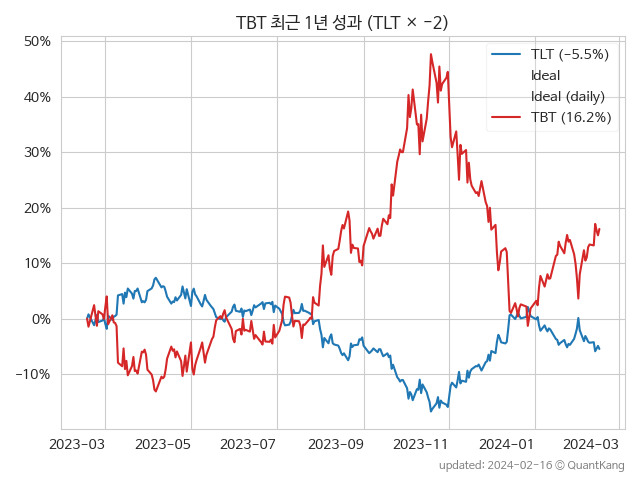 TBT 최근 1년 성과 (TLT × −2)
50%
40%
30%
20%
10%
0%
−10%
TLT (−5.5%)
Ideal
Ideal (daily)
TBT (16.2%)
2023−03 2023−05 2023−07 2023−09 2023−11 2024−01 2024−03
updated: 2024-02-16 ⓒ QuantKang